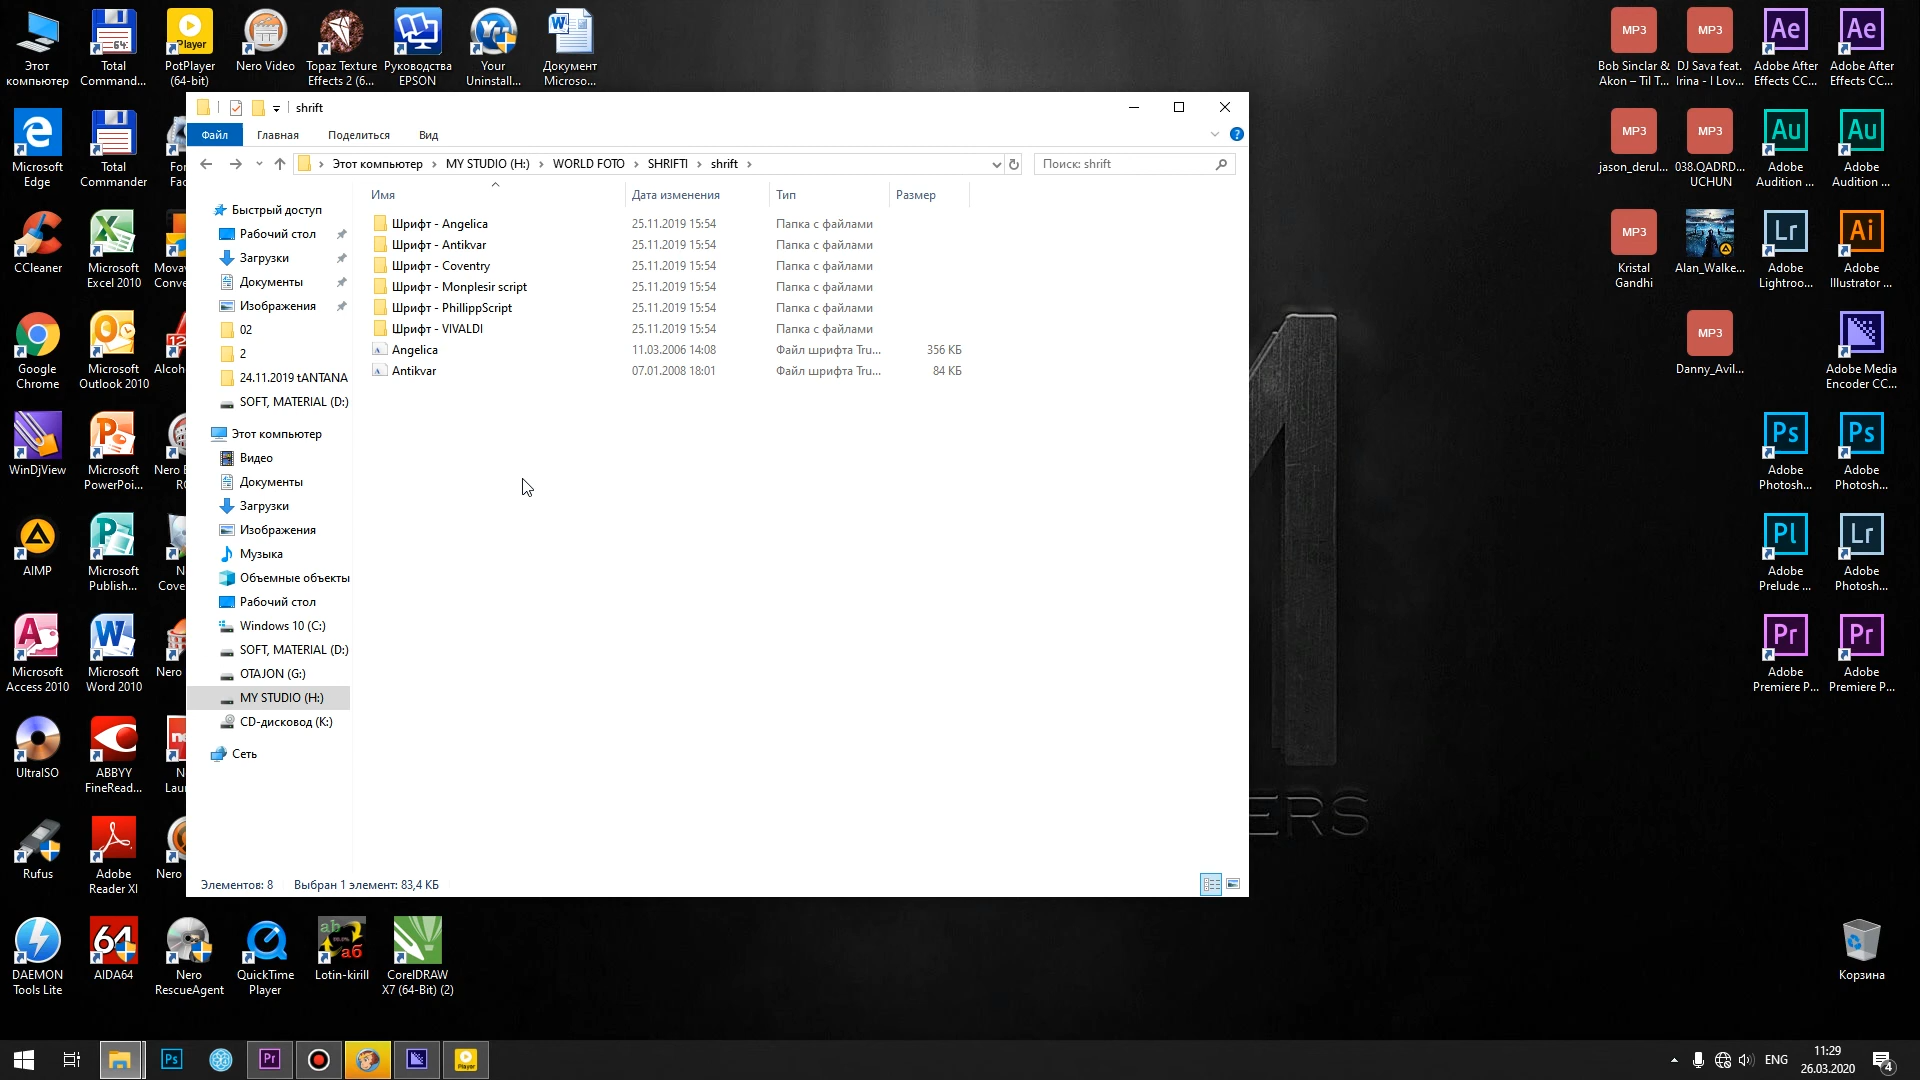 Этот
компьютер
Total
Command...
PotPlayer
(64-bit)
Nero Video
Topaz Texture
Effects 2 (6...
Руководства
EPSON
Your
Uninstall...
Документ
Microso...
MP3
Bob Sinclar &
Akon – Til T...
MP3
DJ Sava feat.
Irina - I Lov...
Ae
Adobe After
Effects CC...
Ae
Adobe After
Effects CC...
shrift
Файл
Главная
Поделиться
Вид
Этот компьютер
MY STUDIO (H:)
WORLD FOTO
SHRIFTI
shrift
Поиск: shrift
Имя
Дата изменения
Тип
Размер
Шрифт - Angelica 25.11.2019 15:54 Папка с файлами
Шрифт - Antikvar 25.11.2019 15:54 Папка с файлами
Шрифт - Coventry 25.11.2019 15:54 Папка с файлами
Шрифт - Monplesir script 25.11.2019 15:54 Папка с файлами
Шрифт - PhillippScript 25.11.2019 15:54 Папка с файлами
Шрифт - VIVALDI 25.11.2019 15:54 Папка с файлами
Angelica 11.03.2006 14:08 Файл шрифта Tru... 356 КБ
Antikvar 07.01.2008 18:01 Файл шрифта Tru... 84 КБ
Быстрый доступ
Рабочий стол
Загрузки
Документы
Изображения
02
2
24.11.2019 tANTANA
SOFT, MATERIAL (D:)
Этот компьютер
Видео
Документы
Загрузки
Изображения
Музыка
Объемные объекты
Рабочий стол
Windows 10 (C:)
SOFT, MATERIAL (D:)
OTAJON (G:)
MY STUDIO (H:)
CD-дисковод (K:)
Сеть
Элементов: 8
Выбран 1 элемент: 83,4 КБ
Microsoft
Edge
Total
Commander
CCleaner
Microsoft
Excel 2010
Google
Chrome
Microsoft
Outlook 2010
WinDjView
Microsoft
PowerPoi...
AIMP
Microsoft
Publish...
Microsoft
Access 2010
Microsoft
Word 2010
Nero
UltraISO
ABBYY
FineRead...
Rufus
Adobe
Reader XI
Nero
DAEMON
Tools Lite
64
AIDA64
Nero
RescueAgent
QuickTime
Player
Lotin-kirill
CorelDRAW
X7 (64-Bit) (2)
MP3
jason_derul...
MP3
038.QADRD...
UCHUN
Au
Adobe
Audition ...
Au
Adobe
Audition ...
MP3
Kristal
Gandhi
Alan_Walke...
Lr
Adobe
Lightroo...
Ai
Adobe
Illustrator ...
MP3
Danny_Avil...
Adobe Media
Encoder CC...
Ps
Adobe
Photosh...
Ps
Adobe
Photosh...
Pl
Adobe
Prelude ...
Lr
Adobe
Photosh...
Pr
Adobe
Premiere P...
Pr
Adobe
Premiere P...
ERS
Корзина
Ps
Pr
ENG
11:29
26.03.2020
4